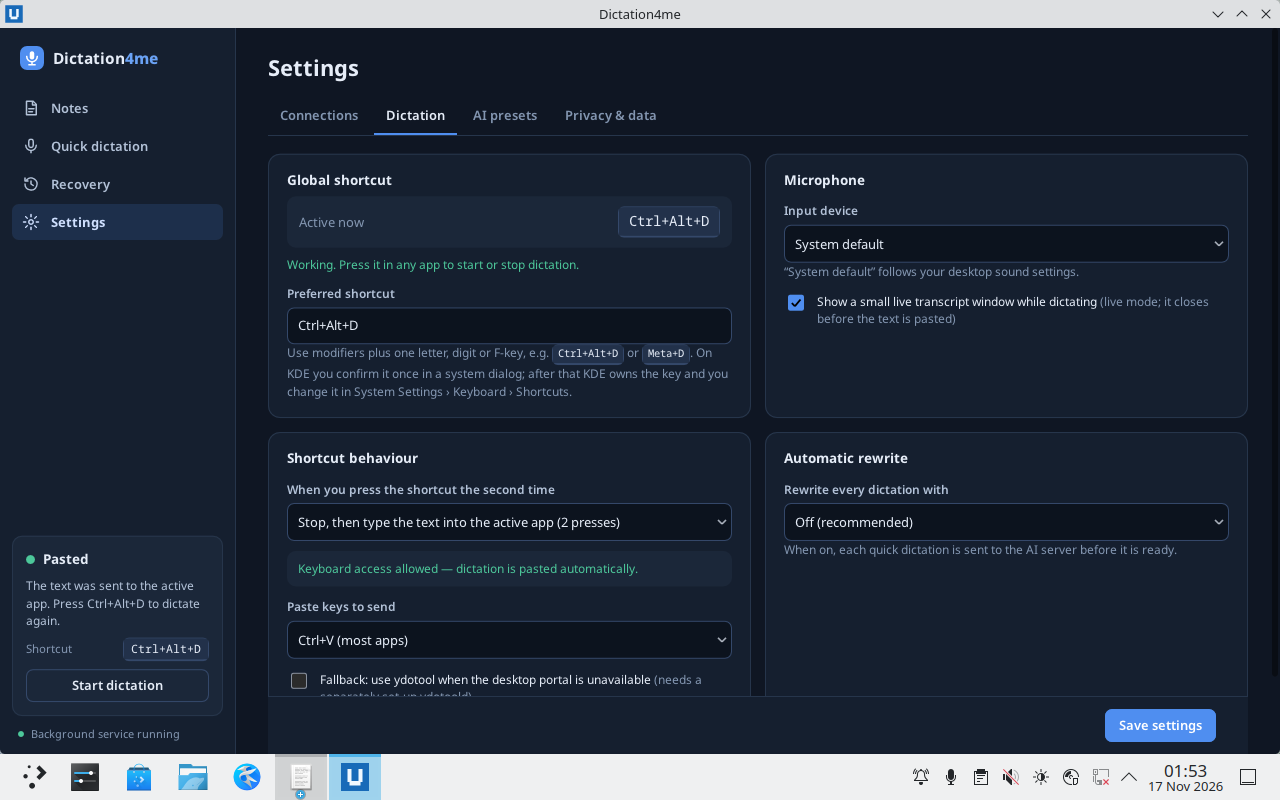 Dictation4me
Dictation4me
Notes
Quick dictation
Recovery
Settings
Pasted
The text was sent to the active
app. Press Ctrl+Alt+D to dictate
again.
Shortcut Ctrl+Alt+D
Start dictation
Background service running
Settings
Connections Dictation AI presets Privacy & data
Global shortcut
Active now Ctrl+Alt+D
Working. Press it in any app to start or stop dictation.
Preferred shortcut
Ctrl+Alt+D
Use modifiers plus one letter, digit or F-key, e.g. Ctrl+Alt+D or Meta+D. On
KDE you confirm it once in a system dialog; after that KDE owns the key and you
change it in System Settings › Keyboard › Shortcuts.
Microphone
Input device
System default
“System default” follows your desktop sound settings.
Show a small live transcript window while dictating (live mode; it closes
before the text is pasted)
Shortcut behaviour
When you press the shortcut the second time
Stop, then type the text into the active app (2 presses)
Keyboard access allowed — dictation is pasted automatically.
Paste keys to send
Ctrl+V (most apps)
Fallback: use ydotool when the desktop portal is unavailable (needs a
separately set-up ydotoold)
Automatic rewrite
Rewrite every dictation with
Off (recommended)
When on, each quick dictation is sent to the AI server before it is ready.
Save settings
01:53
17 Nov 2026